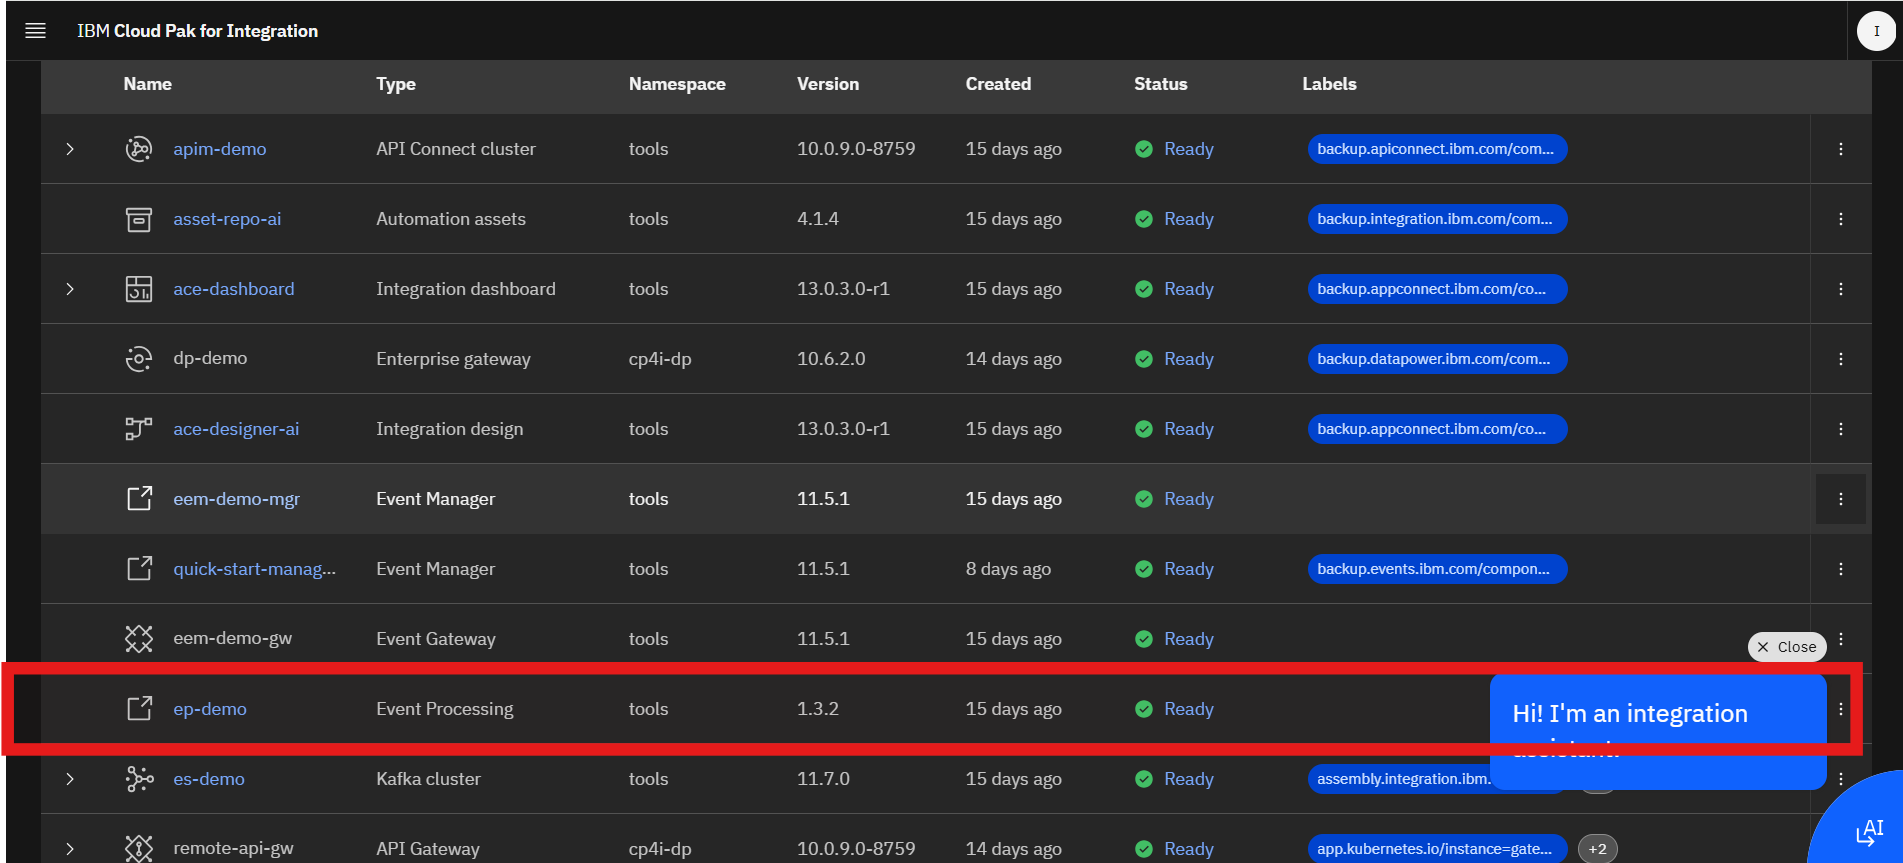 IBM Cloud Pak for Integration
I
Name Type Namespace Version Created Status Labels
apim-demo API Connect cluster tools 10.0.9.0-8759 15 days ago Ready backup.apiconnect.ibm.com/com...
asset-repo-ai Automation assets tools 4.1.4 15 days ago Ready backup.integration.ibm.com/com...
ace-dashboard Integration dashboard tools 13.0.3.0-r1 15 days ago Ready backup.appconnect.ibm.com/co...
dp-demo Enterprise gateway cp4i-dp 10.6.2.0 14 days ago Ready backup.datapower.ibm.com/com...
ace-designer-ai Integration design tools 13.0.3.0-r1 15 days ago Ready backup.appconnect.ibm.com/co...
eem-demo-mgr Event Manager tools 11.5.1 15 days ago Ready
quick-start-manag... Event Manager tools 11.5.1 8 days ago Ready backup.events.ibm.com/compon...
eem-demo-gw Event Gateway tools 11.5.1 15 days ago Ready
Close
ep-demo Event Processing tools 1.3.2 15 days ago Ready
Hi! I'm an integration
es-demo Kafka cluster tools 11.7.0 15 days ago Ready assembly.integration.ibm.
AI
remote-api-gw API Gateway cp4i-dp 10.0.9.0-8759 14 days ago Ready app.kubernetes.io/instance=gate... +2